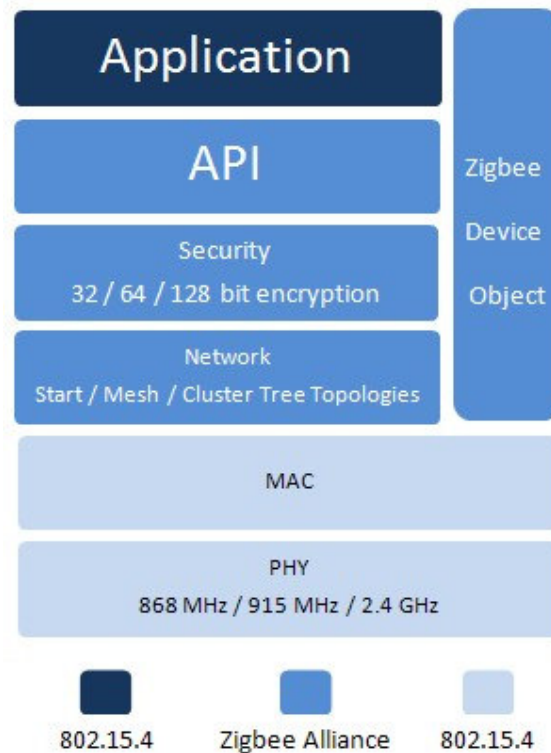 Application
API
Security
32 / 64 / 128 bit encryption
Network
Start / Mesh / Cluster Tree Topologies
Zigbee
Device
Object
MAC
PHY
868 MHz / 915 MHz / 2.4 GHz
802.15.4
Zigbee Alliance
802.15.4